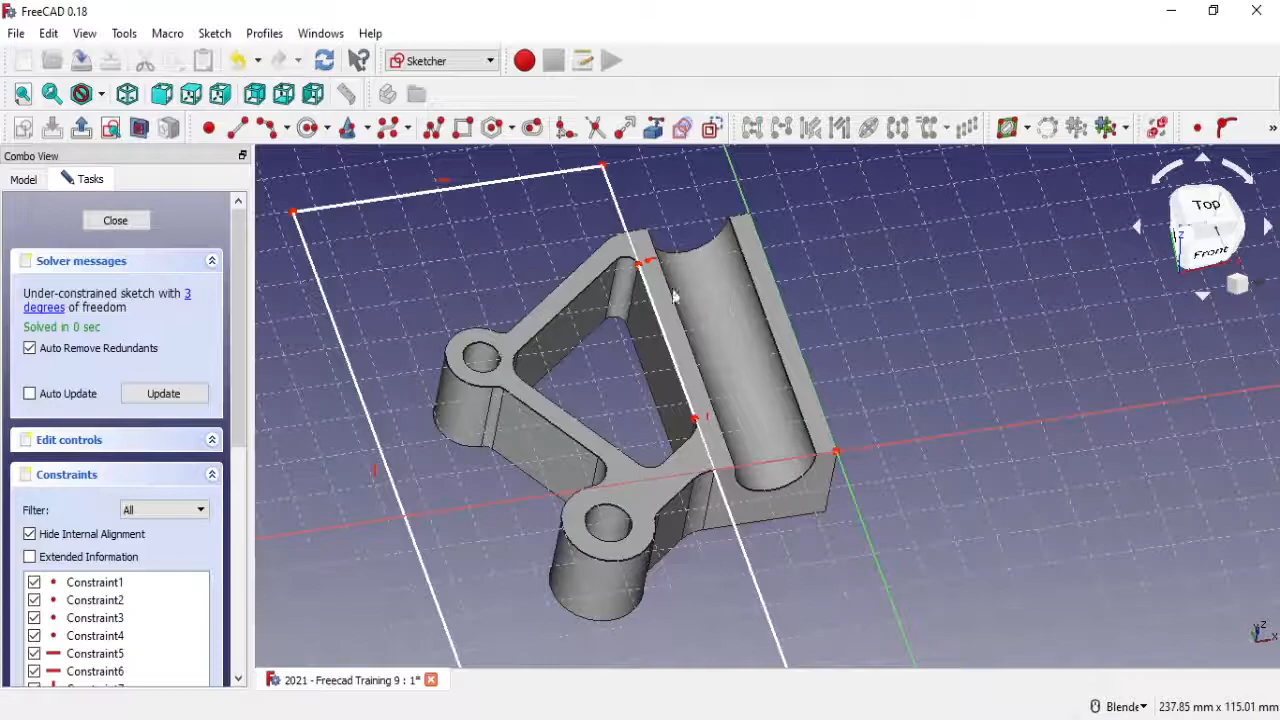 FreeCAD 0.18
File Edit View Tools Macro Sketch Profiles Windows Help
Sketcher
»
Combo View
Model Tasks
Close
Solver messages
Under-constrained sketch with 3
degrees of freedom
Solved in 0 sec
Auto Remove Redundants
Auto Update Update
Edit controls
Constraints
Filter: All
Hide Internal Alignment
Extended Information
Constraint1
Constraint2
Constraint3
Constraint4
Constraint5
Constraint6
Top
Z
Front
Y Z
X
2021 - Freecad Training 9 : 1*
Blender
237.85 mm x 115.01 mm